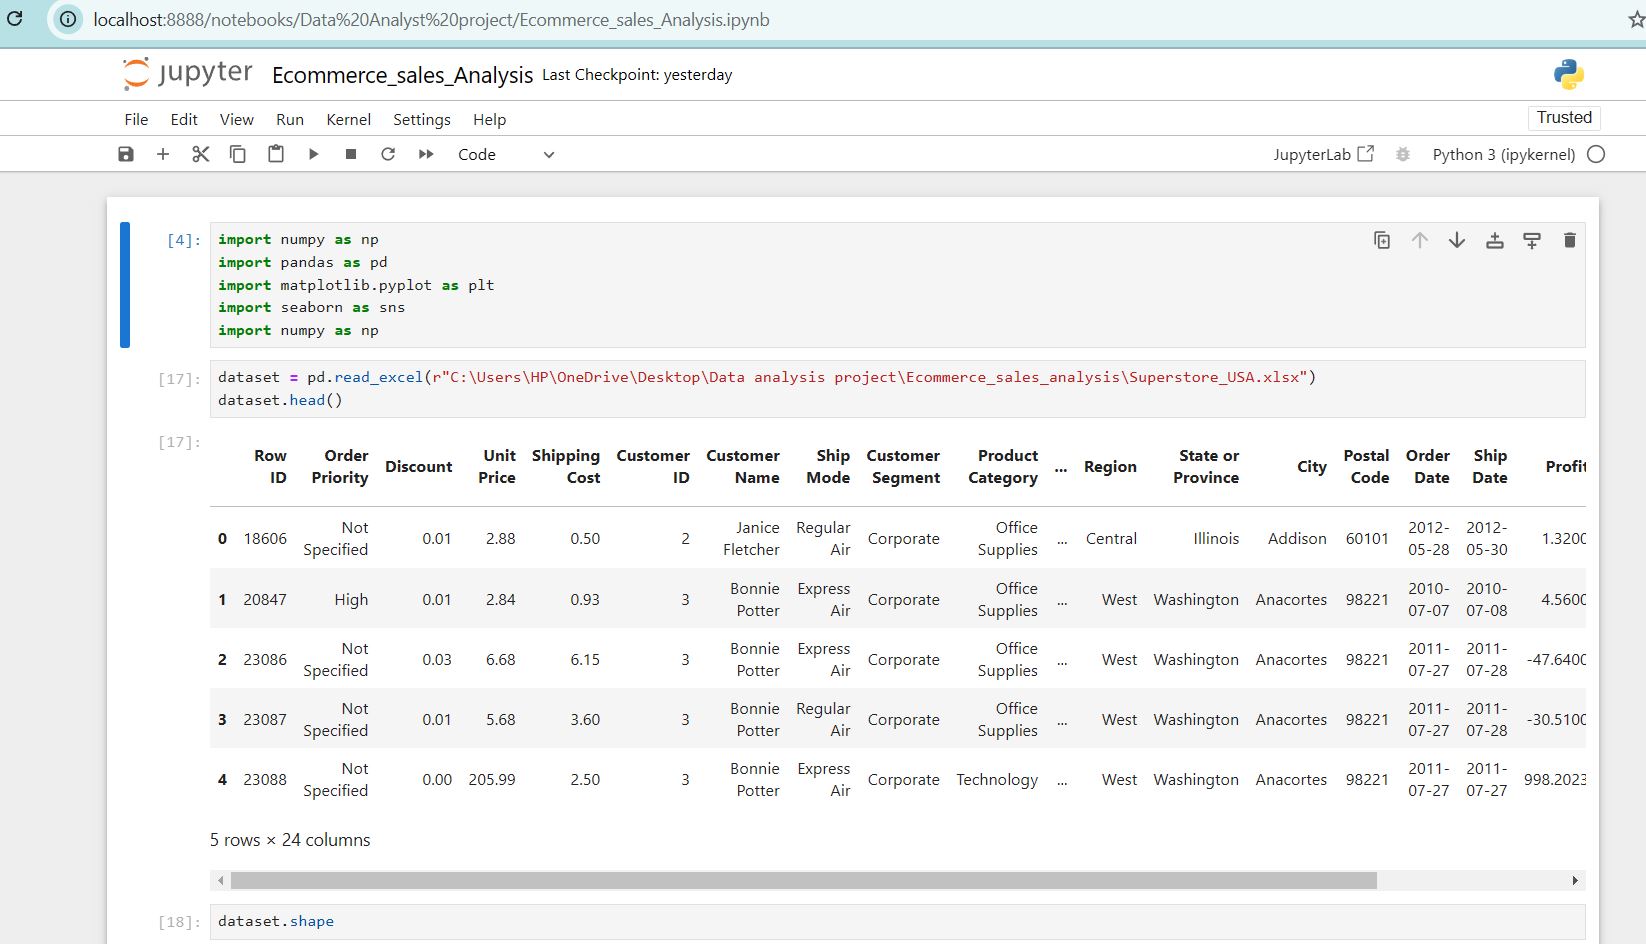 localhost:8888/notebooks/Data%20Analyst%20project/Ecommerce_sales_Analysis.ipynb
jupyter Ecommerce_sales_Analysis Last Checkpoint: yesterday
File Edit View Run Kernel Settings Help Trusted
Code JupyterLab Python 3 (ipykernel)
[4]: import numpy as np
import pandas as pd
import matplotlib.pyplot as plt
import seaborn as sns
import numpy as np
[17]: dataset = pd.read_excel(r"C:\Users\HP\OneDrive\Desktop\Data analysis project\Ecommerce_sales_analysis\Superstore_USA.xlsx")
dataset.head()
[17]:
Row Order Discount Unit Shipping Customer Customer Ship Customer Product ... Region State or City Postal Order Ship Profit
ID Priority Price Cost ID Name Mode Segment Category Province Code Date Date
Not Janice Regular Office 2012- 2012-
0 18606 0.01 2.88 0.50 2 Corporate ... Central Illinois Addison 60101 1.3200
Specified Fletcher Air Supplies 05-28 05-30
Bonnie Express Office 2010- 2010-
1 20847 High 0.01 2.84 0.93 3 Corporate ... West Washington Anacortes 98221 4.5600
Potter Air Supplies 07-07 07-08
Not Bonnie Express Office 2011- 2011-
2 23086 0.03 6.68 6.15 3 Corporate ... West Washington Anacortes 98221 -47.6400
Specified Potter Air Supplies 07-27 07-28
Not Bonnie Regular Office 2011- 2011-
3 23087 0.01 5.68 3.60 3 Corporate ... West Washington Anacortes 98221 -30.5100
Specified Potter Air Supplies 07-27 07-28
Not Bonnie Express 2011- 2011-
4 23088 0.00 205.99 2.50 3 Corporate Technology ... West Washington Anacortes 98221 998.2023
Specified Potter Air 07-27 07-27
5 rows × 24 columns
[18]: dataset.shape